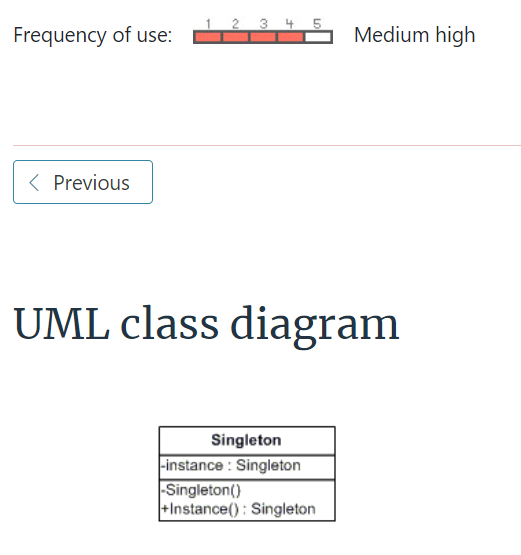 1 2 3 4 5
Frequency of use: Medium high
Previous
UML class diagram
Singleton
-instance : Singleton
-Singleton()
+Instance() : Singleton